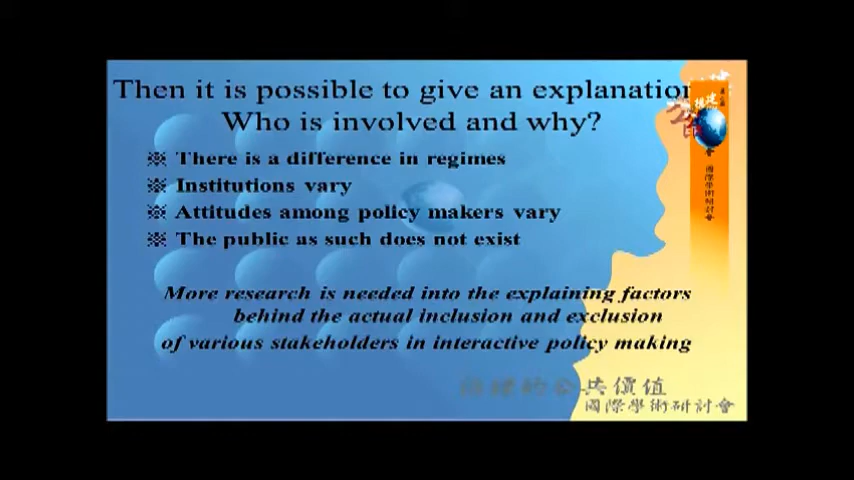 Then it is possible to give an explanation
Who is involved and why?
※ There is a difference in regimes
※ Institutions vary
※ Attitudes among policy makers vary
※ The public as such does not exist
More research is needed into the explaining factors
behind the actual inclusion and exclusion
of various stakeholders in interactive policy making
國際學術研討會
的公共價值
國際學術研討會